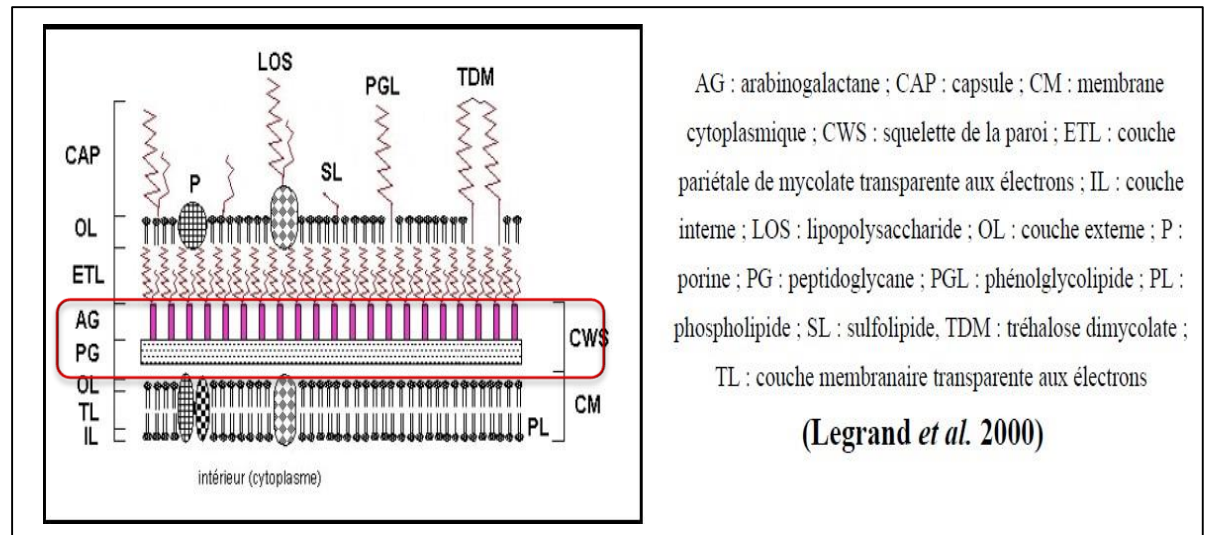 LOS
PGL
TDM
CAP
P
SL
OL
ETL
AG
CWS
PG
OL
TL
CM
IL
PL
intérieur (cytoplasme)
AG : arabinogalactane ; CAP : capsule ; CM : membrane
cytoplasmique ; CWS : squelette de la paroi ; ETL : couche
pariétale de mycolate transparente aux électrons ; IL : couche
interne ; LOS : lipopolysaccharide ; OL : couche externe ; P :
porine ; PG : peptidoglycane ; PGL : phénolglycolipide ; PL :
phospholipide ; SL : sulfolipide, TDM : tréhalose dimycolate ;
TL : couche membranaire transparente aux électrons
(Legrand et al. 2000)